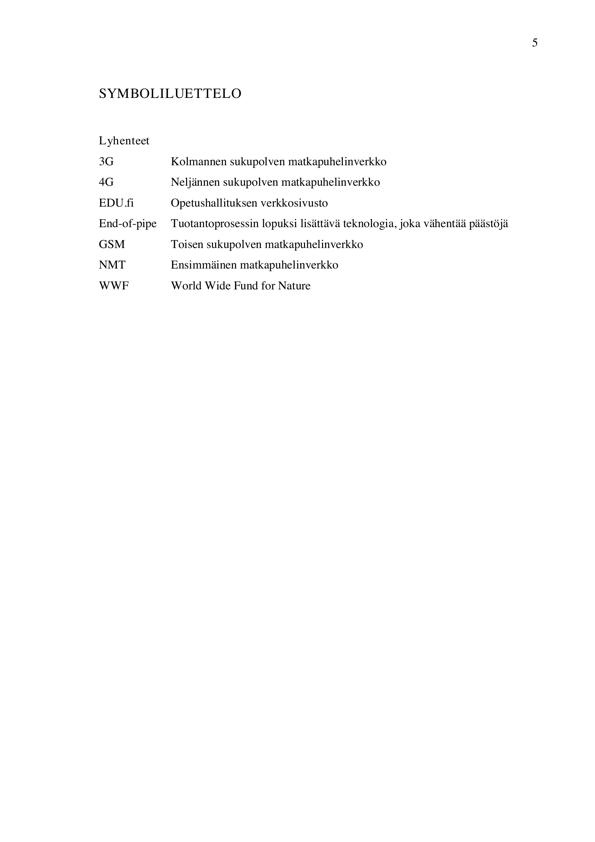 5
SYMBOLILUETTELO
Lyhenteet
3G Kolmannen sukupolven matkapuhelinverkko
4G Neljännen sukupolven matkapuhelinverkko
EDU.fi Opetushallituksen verkkosivusto
End-of-pipe Tuotantoprosessin lopuksi lisättävä teknologia, joka vähentää päästöjä
GSM Toisen sukupolven matkapuhelinverkko
NMT Ensimmäinen matkapuhelinverkko
WWF World Wide Fund for Nature